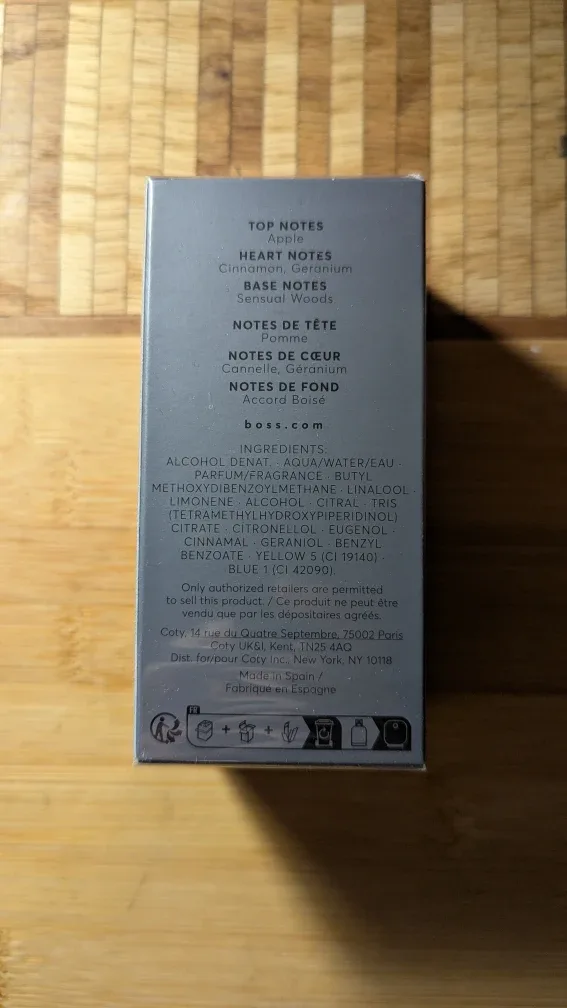 TOP NOTES
Apple
HEART NOTES
Cinnamon, Geranium
BASE NOTES
Sensual Woods
NOTES DE TÊTE
Pomme
NOTES DE CŒUR
Cannelle, Géranium
NOTES DE FOND
Accord Boisé
boss.com
INGREDIENTS:
ALCOHOL DENAT. · AQUA/WATER/EAU ·
PARFUM/FRAGRANCE · BUTYL
METHOXYDIBENZOYLMETHANE · LINALOOL ·
LIMONENE · ALCOHOL · CITRAL · TRIS
(TETRAMETHYLHYDROXYPIPERIDINOL)
CITRATE · CITRONELLOL · EUGENOL ·
CINNAMAL · GERANIOL · BENZYL
BENZOATE · YELLOW 5 (CI 19140) ·
BLUE 1 (CI 42090).
Only authorized retailers are permitted
to sell this product. / Ce produit ne peut être
vendu que par les dépositaires agréés.
Coty, 14 rue du Quatre Septembre, 75002 Paris
Coty UK&I, Kent, TN25 4AQ
Dist. for/pour Coty Inc., New York, NY 10118
Made in Spain /
Fabriqué en Espagne
FR
+ +